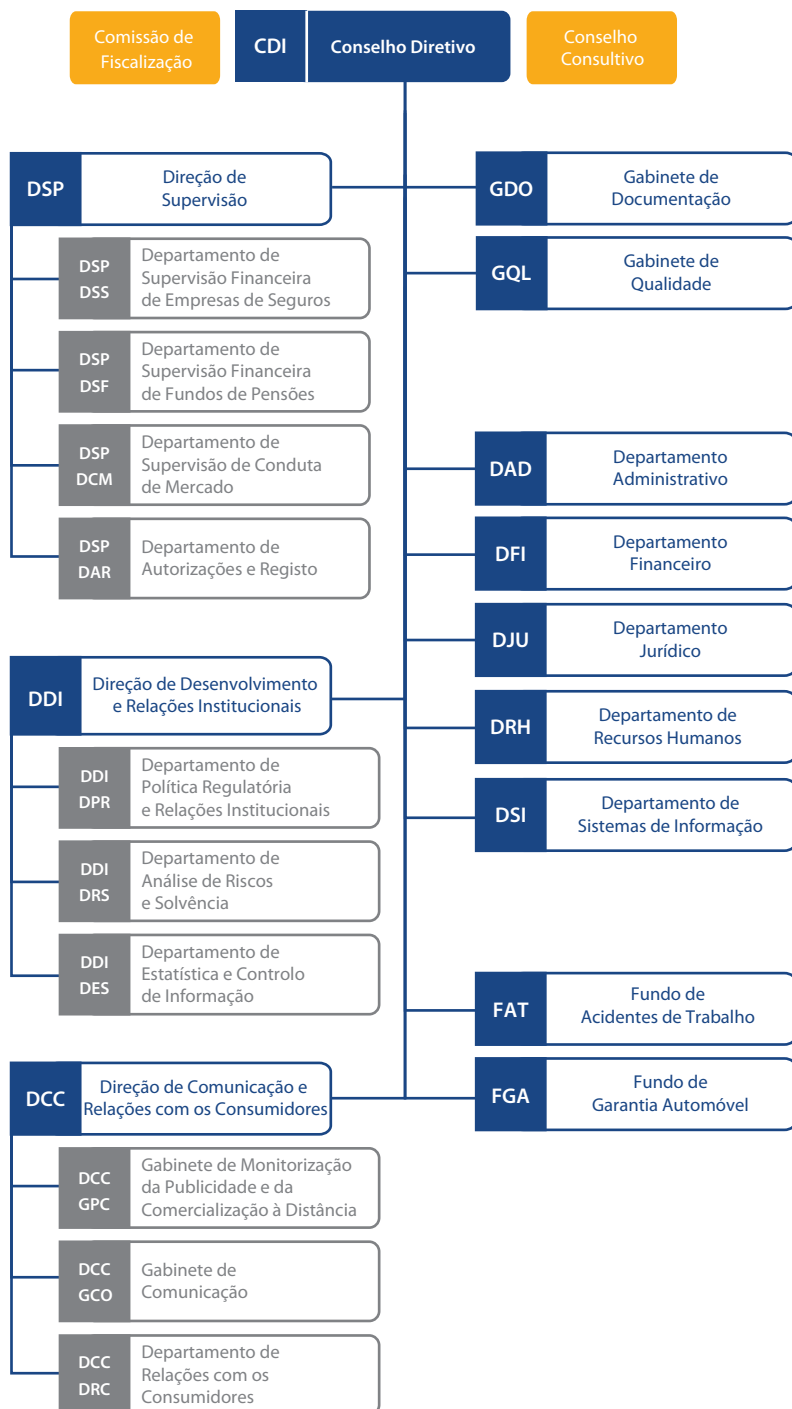 Comissão de
Fiscalização
CDI
Conselho Diretivo
Conselho
Consultivo
DSP
Direção de
Supervisão
DSP
DSS
Departamento de
Supervisão Financeira
de Empresas de Seguros
DSP
DSF
Departamento de
Supervisão Financeira
de Fundos de Pensões
DSP
DCM
Departamento de
Supervisão de Conduta
de Mercado
DSP
DAR
Departamento de
Autorizações e Registo
DDI
Direção de Desenvolvimento
e Relações Institucionais
DDI
DPR
Departamento de
Política Regulatória
e Relações Institucionais
DDI
DRS
Departamento de
Análise de Riscos
e Solvência
DDI
DES
Departamento de
Estatística e Controlo
de Informação
DCC
Direção de Comunicação e
Relações com os Consumidores
DCC
GPC
Gabinete de Monitorização
da Publicidade e da
Comercialização à Distância
DCC
GCO
Gabinete de
Comunicação
DCC
DRC
Departamento de
Relações com os
Consumidores
GDO
Gabinete de
Documentação
GQL
Gabinete de
Qualidade
DAD
Departamento
Administrativo
DFI
Departamento
Financeiro
DJU
Departamento
Jurídico
DRH
Departamento de
Recursos Humanos
DSI
Departamento de
Sistemas de Informação
FAT
Fundo de
Acidentes de Trabalho
FGA
Fundo de
Garantia Automóvel